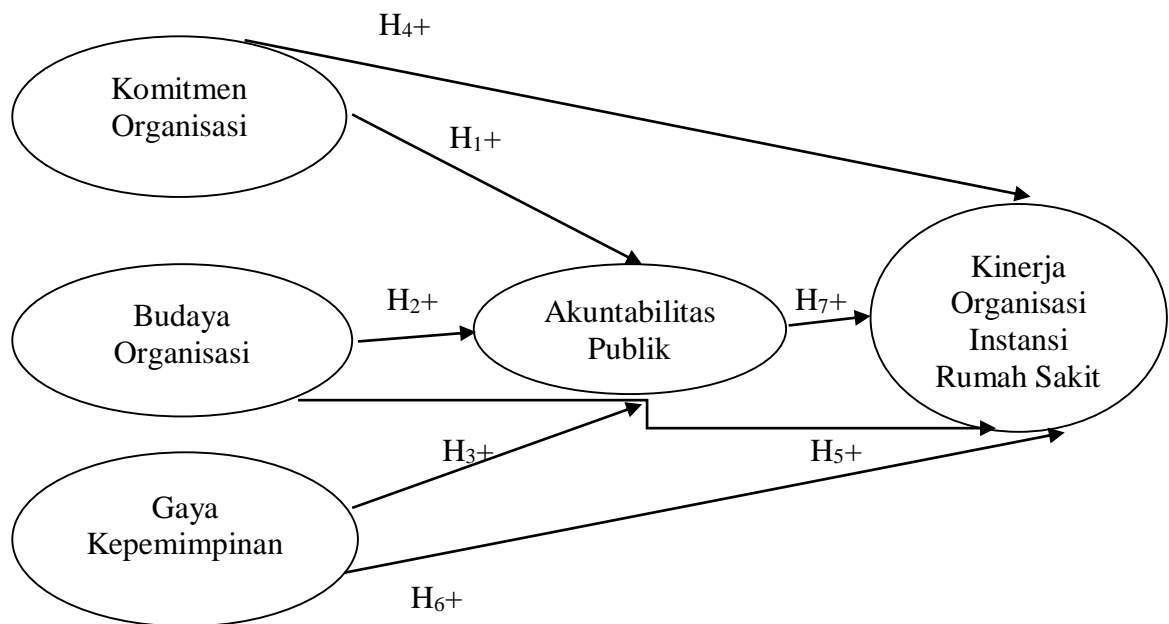 H4+
Komitmen
Organisasi
H1+
Budaya
Organisasi
H2+
Akuntabilitas
Publik
H7+
Kinerja
Organisasi
Instansi
Rumah Sakit
H3+
H5+
Gaya
Kepemimpinan
H6+